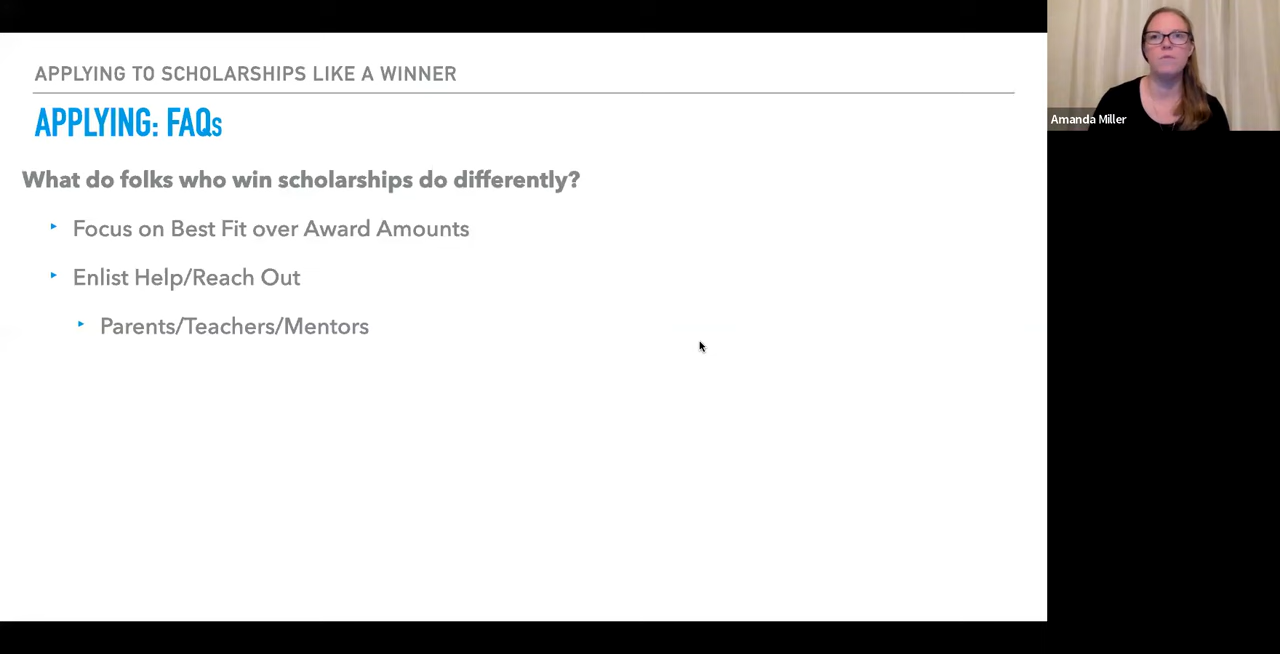 APPLYING TO SCHOLARSHIPS LIKE A WINNER
APPLYING: FAQs
What do folks who win scholarships do differently?
Focus on Best Fit over Award Amounts
Enlist Help/Reach Out
Parents/Teachers/Mentors
Amanda Miller